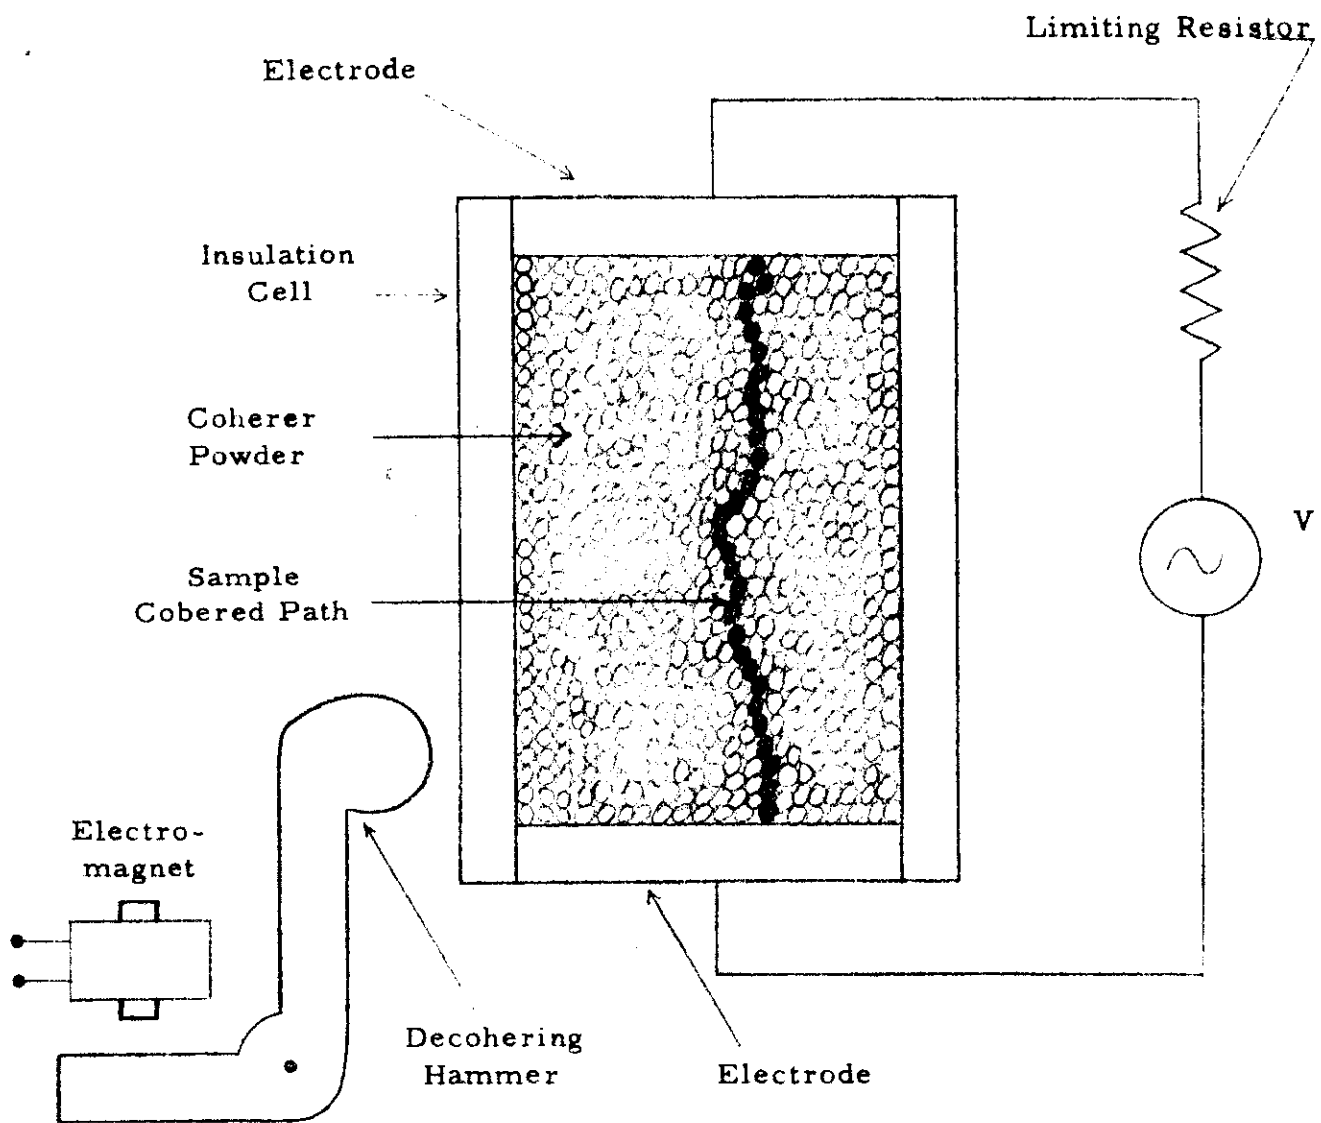 Limiting Resistor
Electrode
Insulation
Cell
Coherer
Powder
V
Sample
Cobered Path
Electro-
magnet
Decohering
Hammer
Electrode